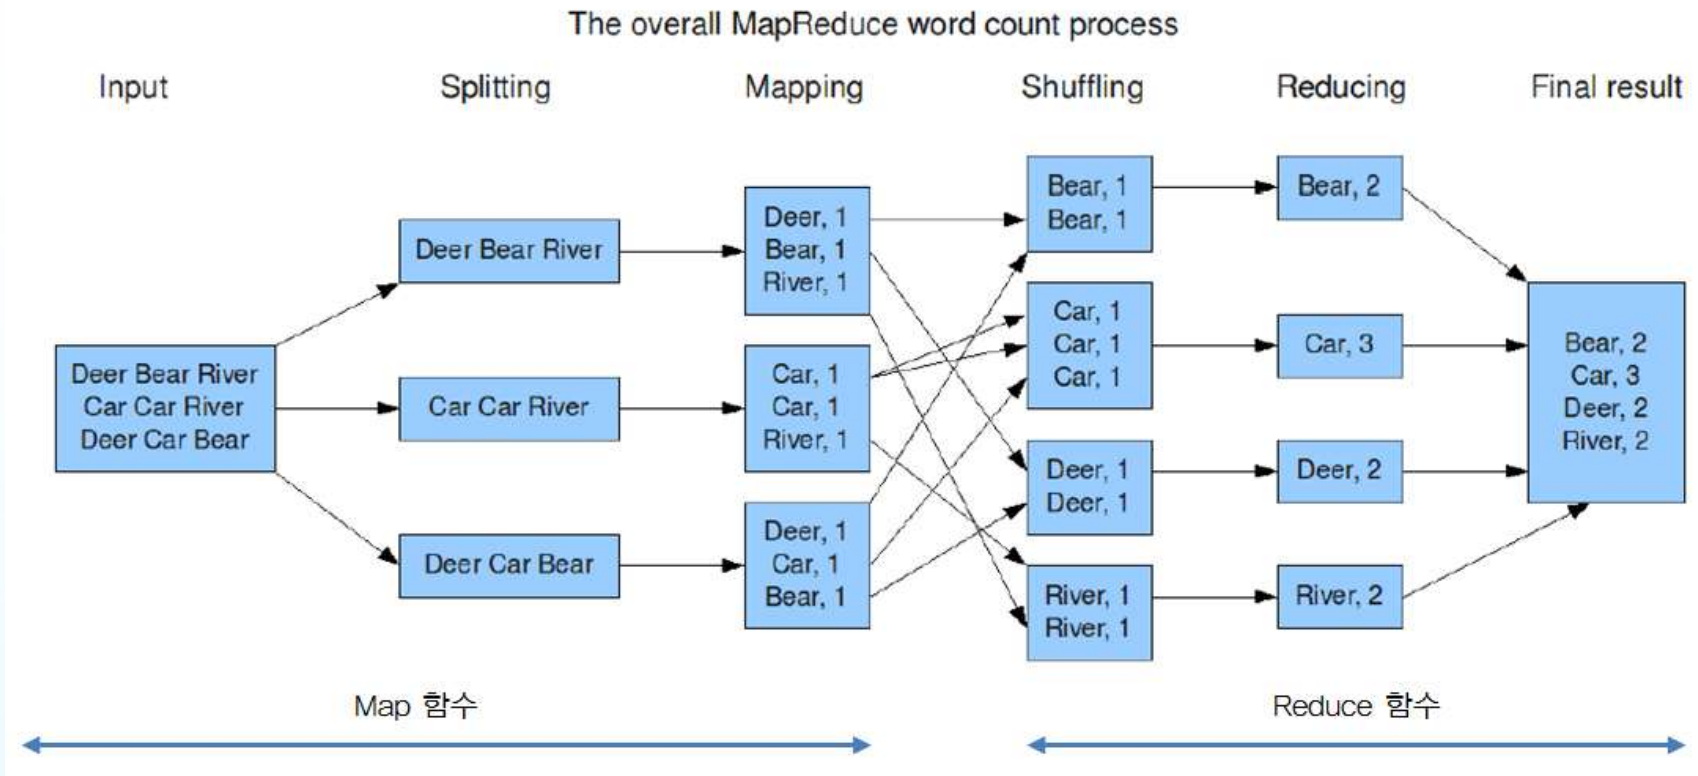 The overall MapReduce word count process
Input
Splitting
Mapping
Shuffling
Reducing
Final result
Deer Bear River
Car Car River
Deer Car Bear
Deer Bear River
Car Car River
Deer Car Bear
Deer, 1
Bear, 1
River, 1
Car, 1
Car, 1
River, 1
Deer, 1
Car, 1
Bear, 1
Bear, 1
Bear, 1
Car, 1
Car, 1
Car, 1
Deer, 1
Deer, 1
River, 1
River, 1
Bear, 2
Car, 3
Deer, 2
River, 2
Bear, 2
Car, 3
Deer, 2
River, 2
Map 함수
Reduce 함수